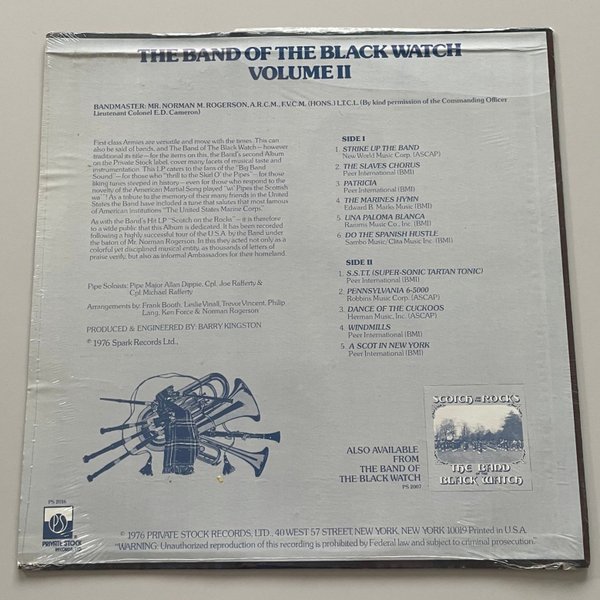 THE BAND OF THE BLACK WATCH
VOLUME II
BANDMASTER: MR. NORMAN M. ROGERSON, A.R.C.M., F.V.C.M. (HONS.) L.T.C.L. (By kind permission of the Commanding Officer
Lieutenant Colonel E.D. Cameron)
First class Armies are versatile and move with the times. This can
also be said of bands, and The Band of The Black Watch—however
traditional its title—for the items on this, the Band's second Album
on the Private Stock label, cover many facets of musical taste and
instrumentation. This LP caters to the fans of the "Big Band
Sound"—for those who "thrill to the Skirl O' the Pipes"—for those
liking tunes steeped in history—even for those who respond to the
novelty of an American Martial Song played "wi' Pipes the Scottish
wa'"! As a tribute to the memory of their many friends in the United
States the Band have included a tune that salutes that most famous
of American institutions "The United States Marine Corp.
As with the Band's Hit LP "Scotch on the Rocks"—it is therefore
to a wide public that this Album is dedicated. It has been recorded
following a highly successful tour of the U.S.A. by the Band under
the baton of Mr. Norman Rogerson. In this they acted not only as a
colorful yet disciplined musical entity, as thousands of letters of
praise verify, but also as informal Ambassadors for their homeland.
Pipe Soloists: Pipe Major Allan Dippie, Cpl. Joe Rafferty &
Cpl. Michael Rafferty
Arrangements by: Frank Booth, Leslie Vinall, Trevor Vincent, Philip
Lang, Ken Force & Norman Rogerson
PRODUCED & ENGINEERED BY: BARRY KINGSTON
℗ 1976 Spark Records Ltd.,
SIDE I
1. STRIKE UP THE BAND
New World Music Corp. (ASCAP)
2. THE SLAVES CHORUS
Peer International (BMI)
3. PATRICIA
Peer International (BMI)
4. THE MARINES HYMN
Edward B. Marks Music (BMI)
5. UNA PALOMA BLANCA
Rannms Music Co., Inc. (BMI)
6. DO THE SPANISH HUSTLE
Sambo Music/Clita Music Inc. (BMI)
SIDE II
1. S.S.T.T. (SUPER-SONIC TARTAN TONIC)
Peer International (BMI)
2. PENNSYLVANIA 6-5000
Robbins Music Corp. (ASCAP)
3. DANCE OF THE CUCKOOS
Herman Music, Inc. (ASCAP)
4. WINDMILLS
Peer International (BMI)
5. A SCOT IN NEW YORK
Peer International (BMI)
ALSO AVAILABLE
FROM
THE BAND OF
THE BLACK WATCH
PS 2007
SCOTCH ON THE ROCKS
THE BAND
OF THE
BLACK WATCH
PS 2016
PS
PRIVATE STOCK
RECORDS, LTD.
© 1976 PRIVATE STOCK RECORDS, LTD., 40 WEST 57 STREET, NEW YORK, NEW YORK 10019 Printed in U.S.A.
"WARNING: Unauthorized reproduction of this recording is prohibited by Federal law and subject to criminal prosecution."